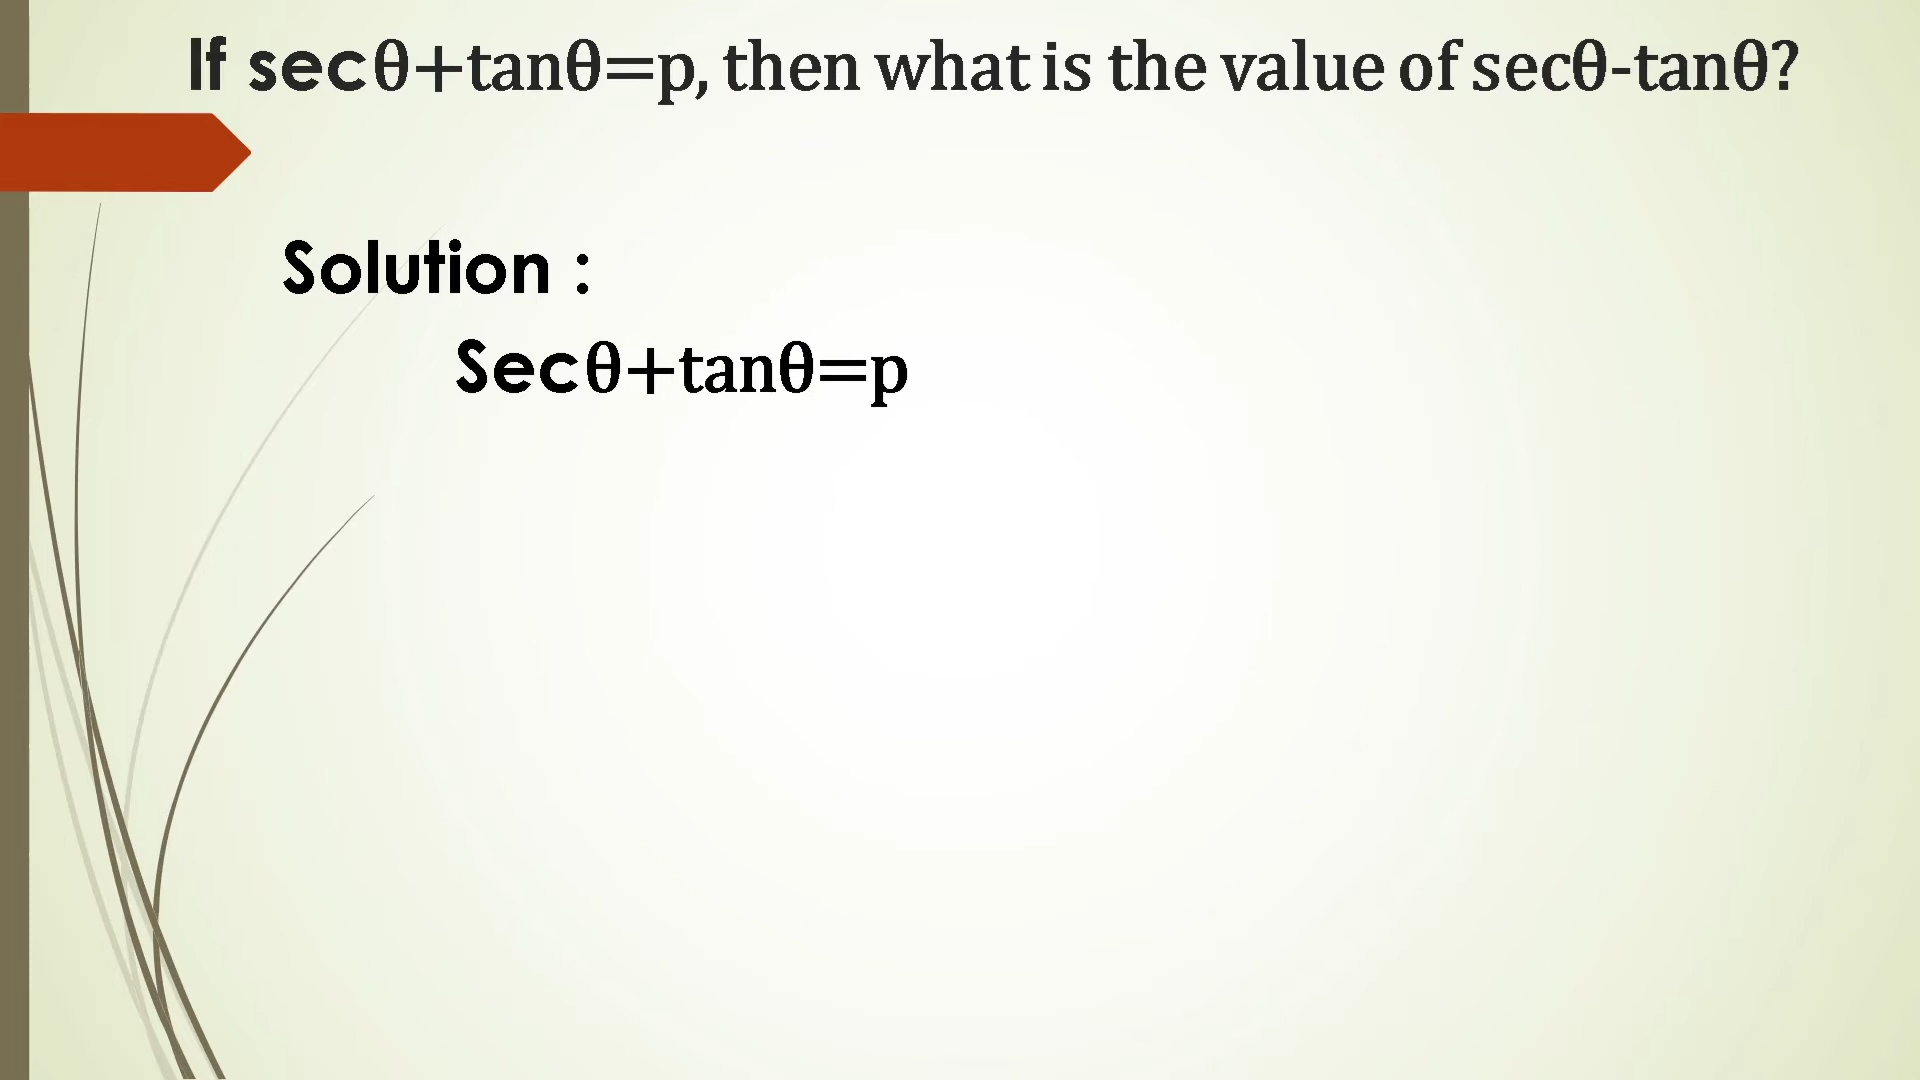 If secθ+tanθ=p, then what is the value of secθ-tanθ?
Solution :
Secθ+tanθ=p